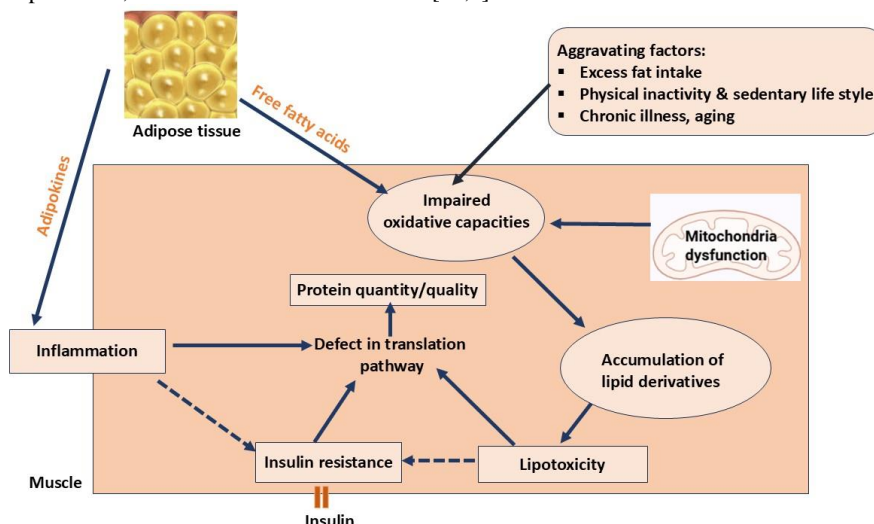 Adipose tissue
Free fatty acids
Adipokines
Aggravating factors:
▪ Excess fat intake
▪ Physical inactivity & sedentary life style
▪ Chronic illness, aging
Impaired
oxidative capacities
Mitochondria
dysfunction
Protein quantity/quality
Inflammation
Defect in translation
pathway
Accumulation of
lipid derivatives
Insulin resistance
Lipotoxicity
Muscle
Insulin